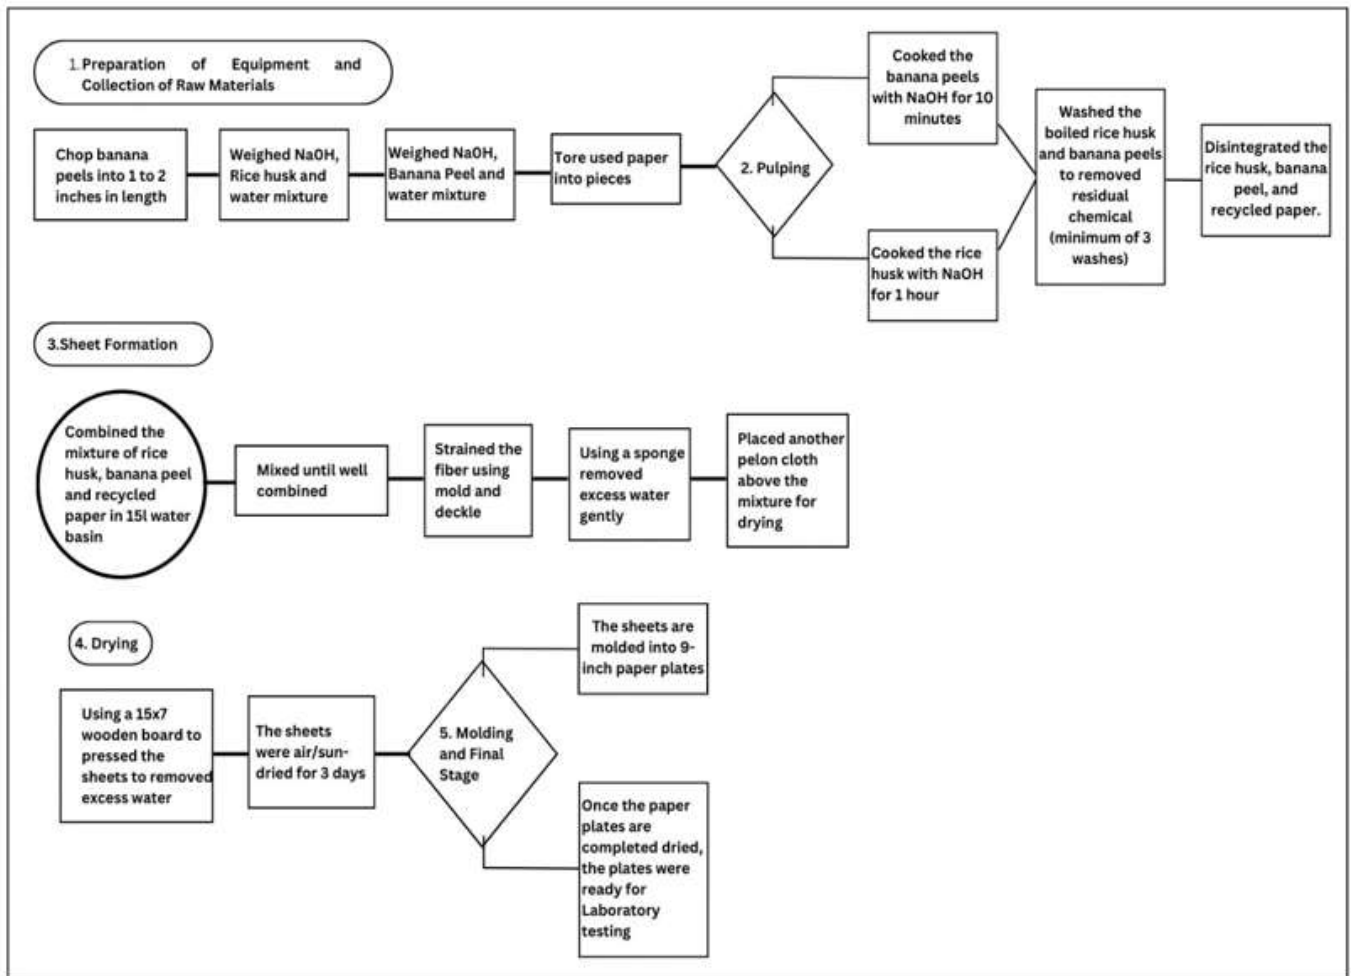 1.Preparation of Equipment and
Collection of Raw Materials
Chop banana
peels into 1 to 2
inches in length
Weighed NaOH,
Rice husk and
water mixture
Weighed NaOH,
Banana Peel and
water mixture
Tore used paper
into pieces
2. Pulping
Cooked the
banana peels
with NaOH for 10
minutes
Cooked the rice
husk with NaOH
for 1 hour
Washed the
boiled rice husk
and banana peels
to removed
residual
chemical
(minimum of 3
washes)
Disintegrated the
rice husk, banana
peel, and
recycled paper.
3.Sheet Formation
Combined the
mixture of rice
husk, banana peel
and recycled
paper in 15l water
basin
Mixed until well
combined
Strained the
fiber using
mold and
deckle
Using a sponge
removed
excess water
gently
Placed another
pelon cloth
above the
mixture for
drying
4. Drying
Using a 15x7
wooden board to
pressed the
sheets to removed
excess water
The sheets
were air/sun-
dried for 3 days
5. Molding
and Final
Stage
The sheets are
molded into 9-
inch paper plates
Once the paper
plates are
completed dried,
the plates were
ready for
Laboratory
testing